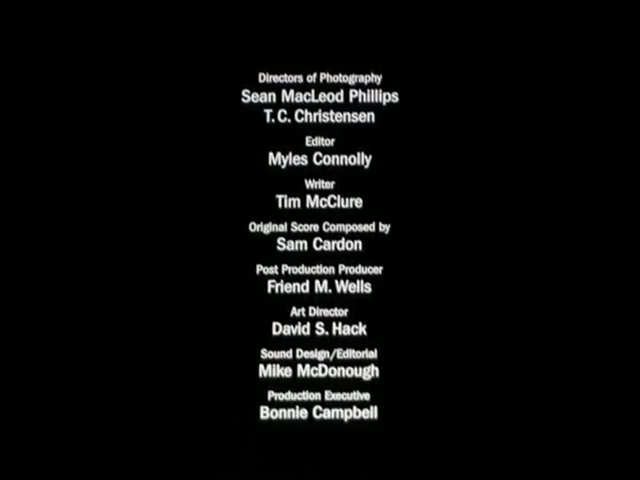 Directors of Photography
Sean MacLeod Phillips
T. C. Christensen
Editor
Myles Connolly
Writer
Tim McClure
Original Score Composed by
Sam Cardon
Post Production Producer
Friend M. Wells
Art Director
David S. Hack
Sound Design/Editorial
Mike McDonough
Production Executive
Bonnie Campbell